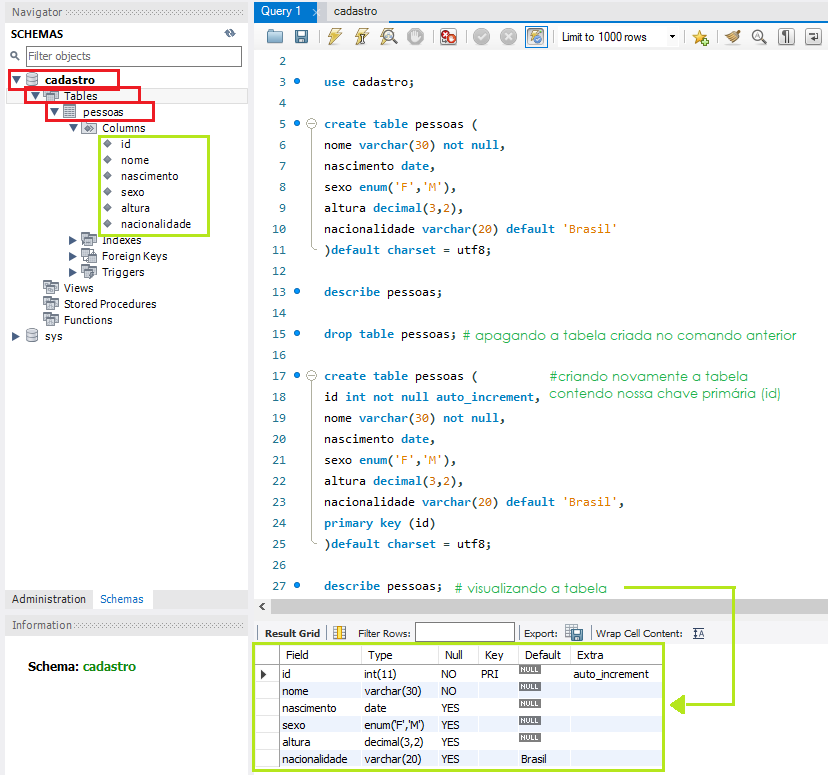 Navigator
SCHEMAS
Filter objects
cadastro
Tables
pessoas
Columns
id
nome
nascimento
sexo
altura
nacionalidade
Indexes
Foreign Keys
Triggers
Views
Stored Procedures
Functions
sys
Administration Schemas
Information
Schema: cadastro
Query 1 cadastro
Limit to 1000 rows
2
3 use cadastro;
4
5 create table pessoas (
6 nome varchar(30) not null,
7 nascimento date,
8 sexo enum('F','M'),
9 altura decimal(3,2),
10 nacionalidade varchar(20) default 'Brasil'
11 )default charset = utf8;
12
13 describe pessoas;
14
15 drop table pessoas; # apagando a tabela criada no comando anterior
16
17 create table pessoas ( #criando novamente a tabela
contendo nossa chave primária (id)
18 id int not null auto_increment,
19 nome varchar(30) not null,
20 nascimento date,
21 sexo enum('F','M'),
22 altura decimal(3,2),
23 nacionalidade varchar(20) default 'Brasil',
24 primary key (id)
25 )default charset = utf8;
26
27 describe pessoas; # visualizando a tabela
Result Grid Filter Rows: Export: Wrap Cell Content: IA
Field Type Null Key Default Extra
id int(11) NO PRI NULL auto_increment
nome varchar(30) NO NULL
nascimento date YES NULL
sexo enum('F','M') YES NULL
altura decimal(3,2) YES NULL
nacionalidade varchar(20) YES Brasil